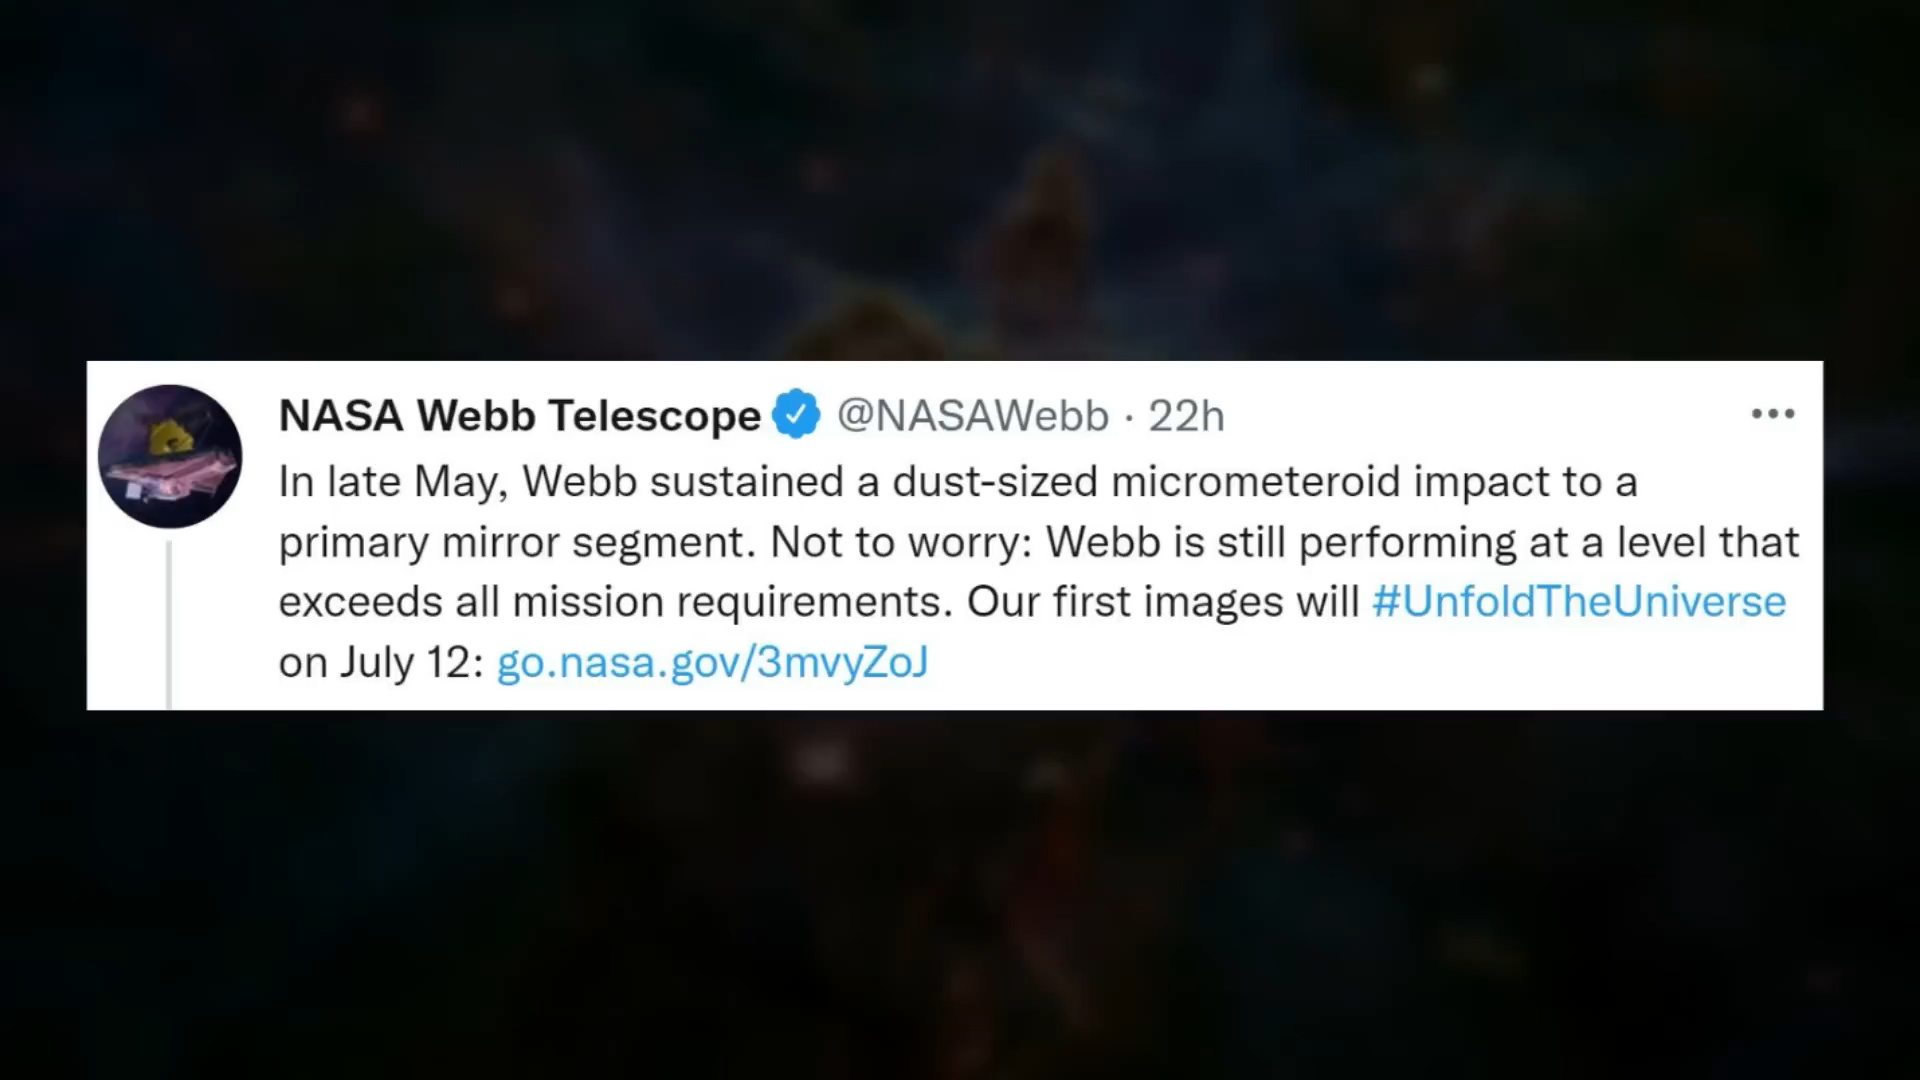 NASA Webb Telescope @NASAWebb · 22h
In late May, Webb sustained a dust-sized micrometeroid impact to a
primary mirror segment. Not to worry: Webb is still performing at a level that
exceeds all mission requirements. Our first images will #UnfoldTheUniverse
on July 12: go.nasa.gov/3mvyZoJ